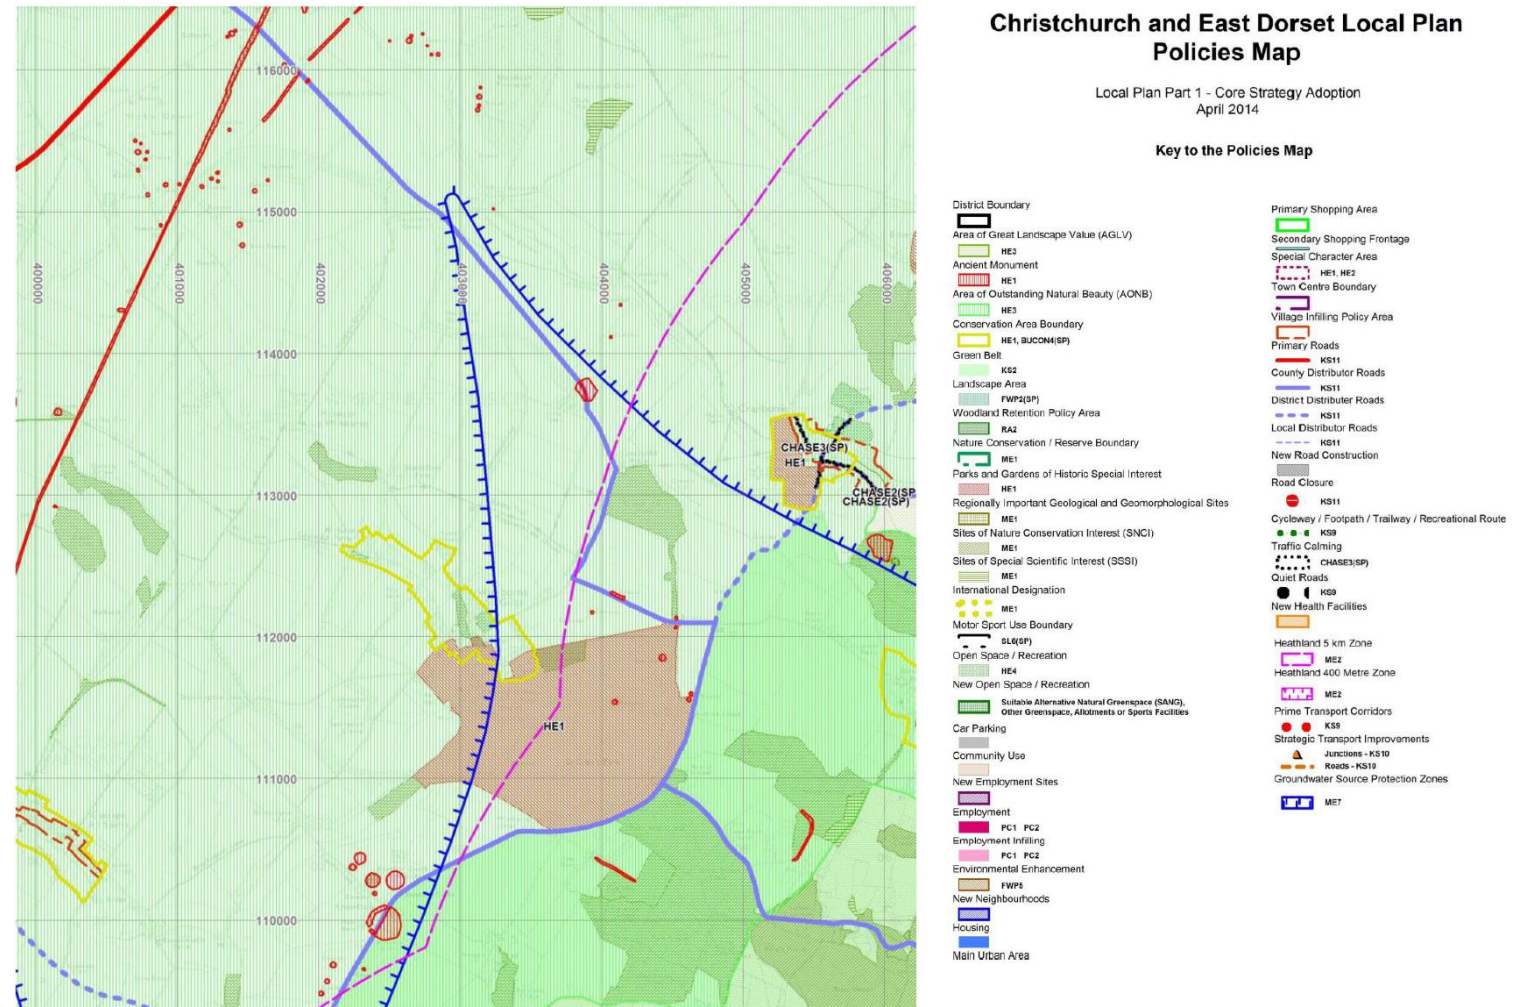 Christchurch and East Dorset Local Plan
Policies Map
Local Plan Part 1 - Core Strategy Adoption
April 2014
Key to the Policies Map
District Boundary
Area of Great Landscape Value (AGLV)
HE3
Ancient Monument
HE1
Area of Outstanding Natural Beauty (AONB)
HE3
Conservation Area Boundary
HE1, BUCON4(SP)
Green Belt
KS2
Landscape Area
FWP2(SP)
Woodland Retention Policy Area
RA2
Nature Conservation / Reserve Boundary
ME1
Parks and Gardens of Historic Special Interest
HE1
Regionally Important Geological and Geomorphological Sites
ME1
Sites of Nature Conservation Interest (SNCI)
ME1
Sites of Special Scientific Interest (SSSI)
ME1
International Designation
ME1
Motor Sport Use Boundary
SL6(SP)
Open Space / Recreation
HE4
New Open Space / Recreation
Suitable Alternative Natural Greenspace (SANG),
Other Greenspace, Allotments or Sports Facilities
Car Parking
Community Use
New Employment Sites
Employment
PC1 PC2
Employment Infilling
PC1 PC2
Environmental Enhancement
FWP5
New Neighbourhoods
Housing
Main Urban Area
Primary Shopping Area
Secondary Shopping Frontage
Special Character Area
HE1, HE2
Town Centre Boundary
Village Infilling Policy Area
Primary Roads
KS11
County Distributor Roads
KS11
District Distributor Roads
KS11
Local Distributor Roads
KS11
New Road Construction
Road Closure
KS11
Cycleway / Footpath / Trailway / Recreational Route
KS9
Traffic Calming
CHASE3(SP)
Quiet Roads
KS9
New Health Facilities
Heathland 5 km Zone
ME2
Heathland 400 Metre Zone
ME2
Prime Transport Corridors
KS9
Strategic Transport Improvements
Junctions - KS10
Roads - KS10
Groundwater Source Protection Zones
ME7
116000
115000
400000
401000
402000
403000
404000
405000
406000
114000
CHASE3(SP)
HE1
CHASE2(SP
CHASE2(SP)
113000
112000
HE1
111000
110000